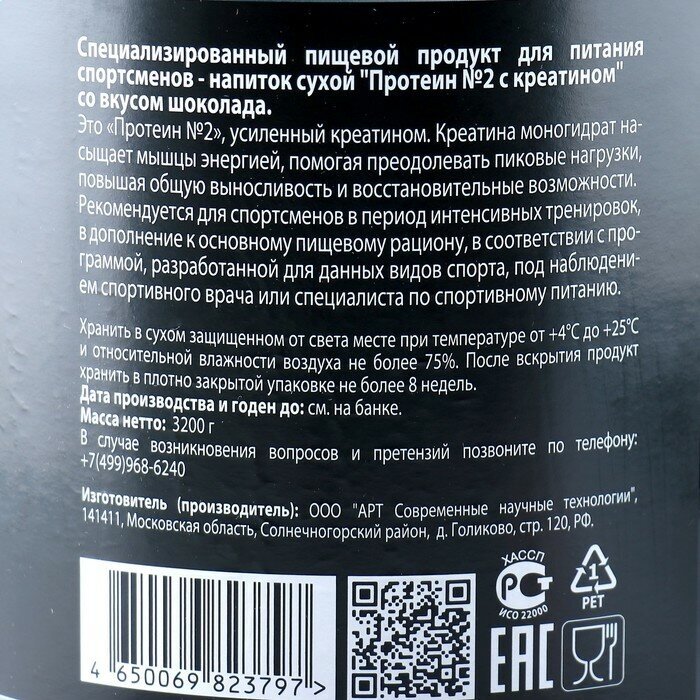 Специализированный пищевой продукт для питания
спортсменов - напиток сухой "Протеин №2 с креатином"
со вкусом шоколада.
Это «Протеин №2», усиленный креатином. Креатина моногидрат на-
сыщает мышцы энергией, помогая преодолевать пиковые нагрузки,
повышая общую выносливость и восстановительные возможности.
Рекомендуется для спортсменов в период интенсивных тренировок,
в дополнение к основному пищевому рациону, в соответствии с про-
граммой, разработанной для данных видов спорта, под наблюдени-
ем спортивного врача или специалиста по спортивному питанию.
Хранить в сухом защищенном от света месте при температуре от +4°С до +25°С
и относительной влажности воздуха не более 75%. После вскрытия продукт
хранить в плотно закрытой упаковке не более 8 недель.
Дата производства и годен до: см. на банке.
Масса нетто: 3200 г
В случае возникновения вопросов и претензий позвоните по телефону:
+7(499)968-6240
Изготовитель (производитель): ООО "АРТ Современные научные технологии",
141411, Московская область, Солнечногорский район, д. Голиково, стр. 120, РФ.
ХАССП
РСТ
ИСО 22000
1
PET
EAC
4 650069 823797 >